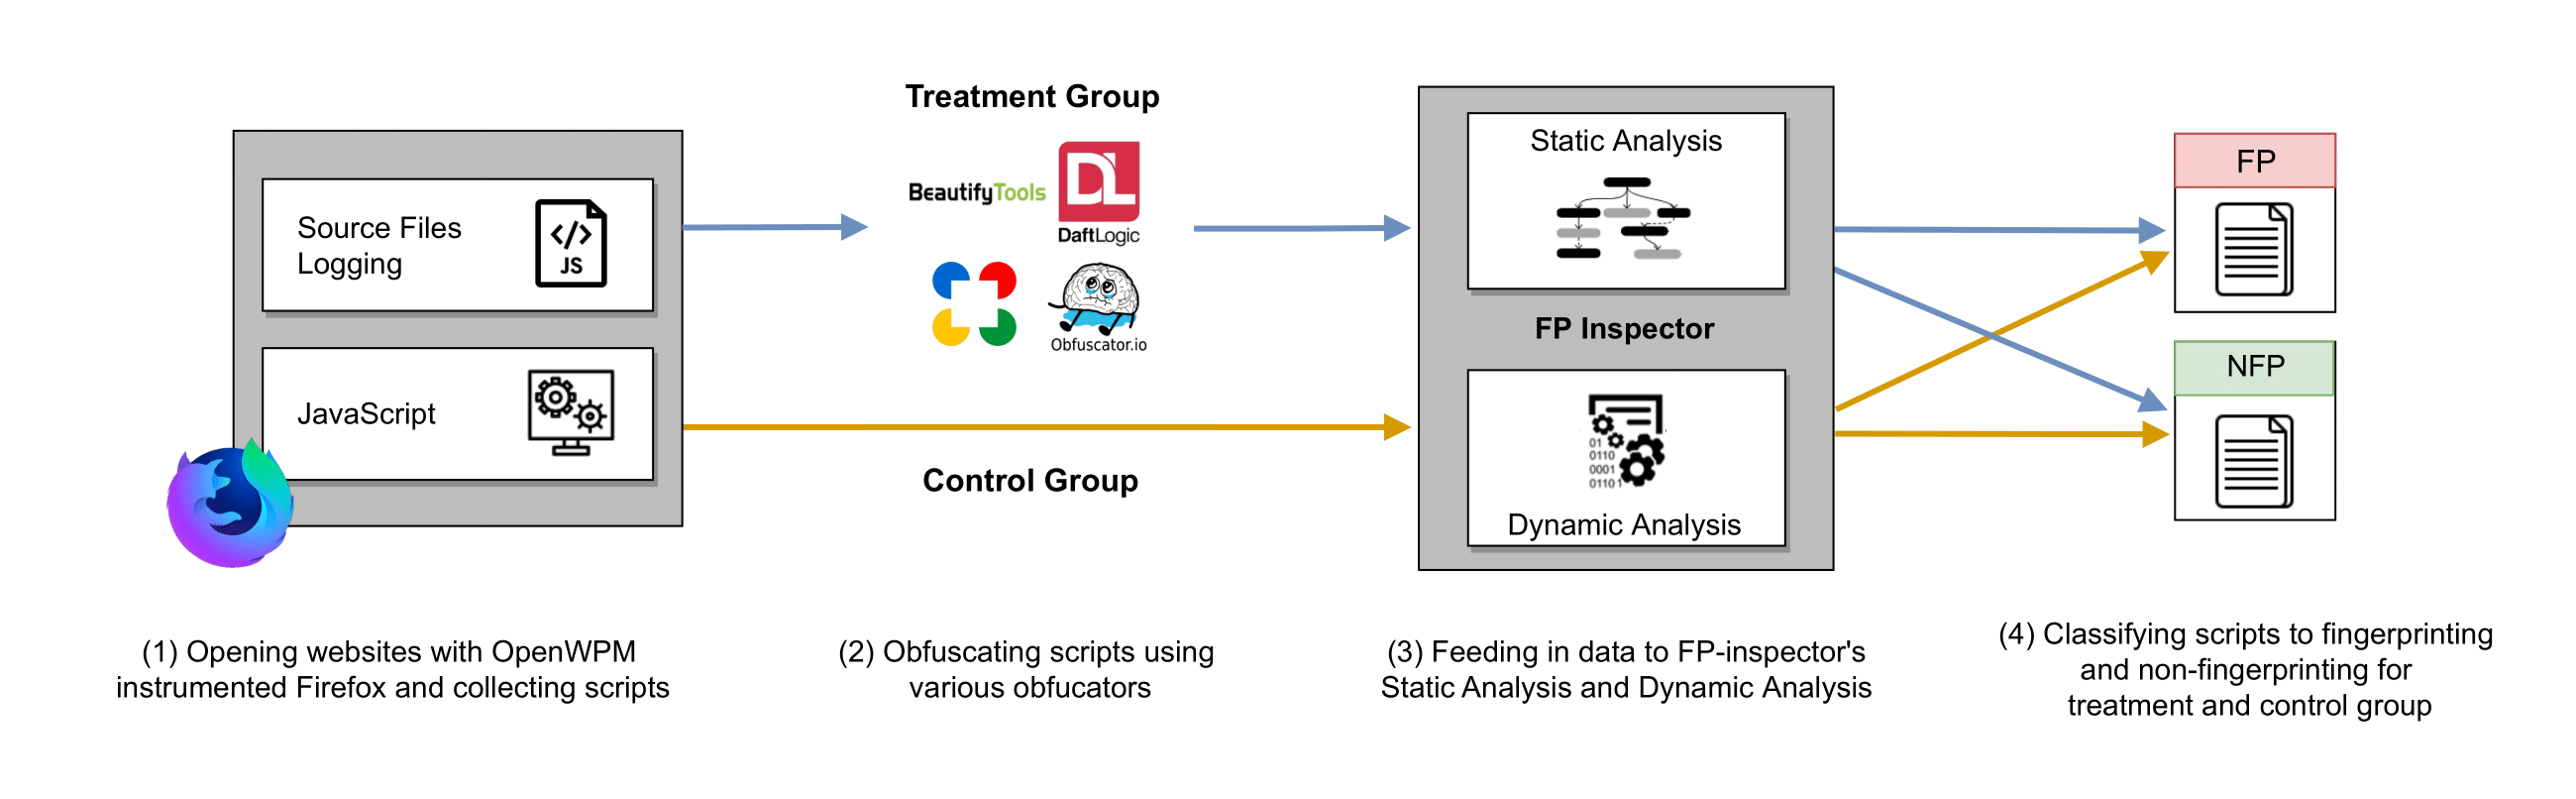 Treatment Group
BeautifyTools
DL
DaftLogic
Obfuscator.io
Source Files
Logging
</>
JS
JavaScript
Control Group
Static Analysis
FP Inspector
01
0110
0001
01101
Dynamic Analysis
FP
NFP
(1) Opening websites with OpenWPM
instrumented Firefox and collecting scripts
(2) Obfuscating scripts using
various obfucators
(3) Feeding in data to FP-inspector's
Static Analysis and Dynamic Analysis
(4) Classifying scripts to fingerprinting
and non-fingerprinting for
treatment and control group